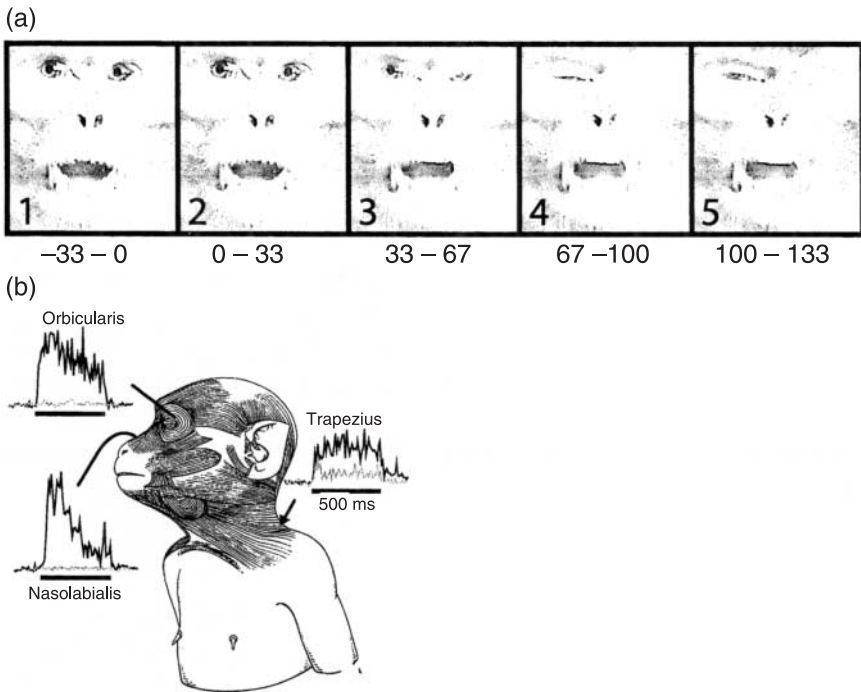 (a)
1 2 3 4 5
–33 – 0 0 – 33 33 – 67 67 –100 100 – 133
(b)
Orbicularis
Trapezius
500 ms
Nasolabialis